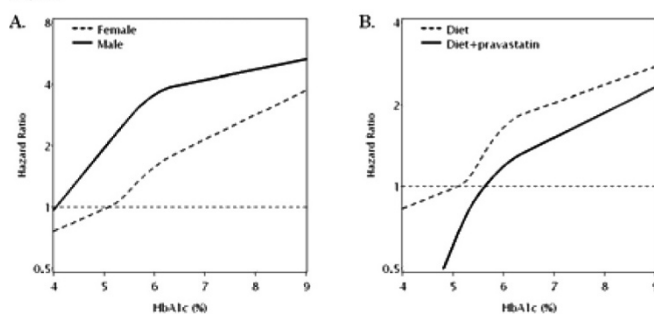 A.
Female
Male
8
4
2
1
0.5
Hazard Ratio
4 5 6 7 8 9
HbA1c (%)
B.
Diet
Diet+pravastatin
4
2
1
0.5
Hazard Ratio
4 5 6 7 8 9
HbA1c (%)